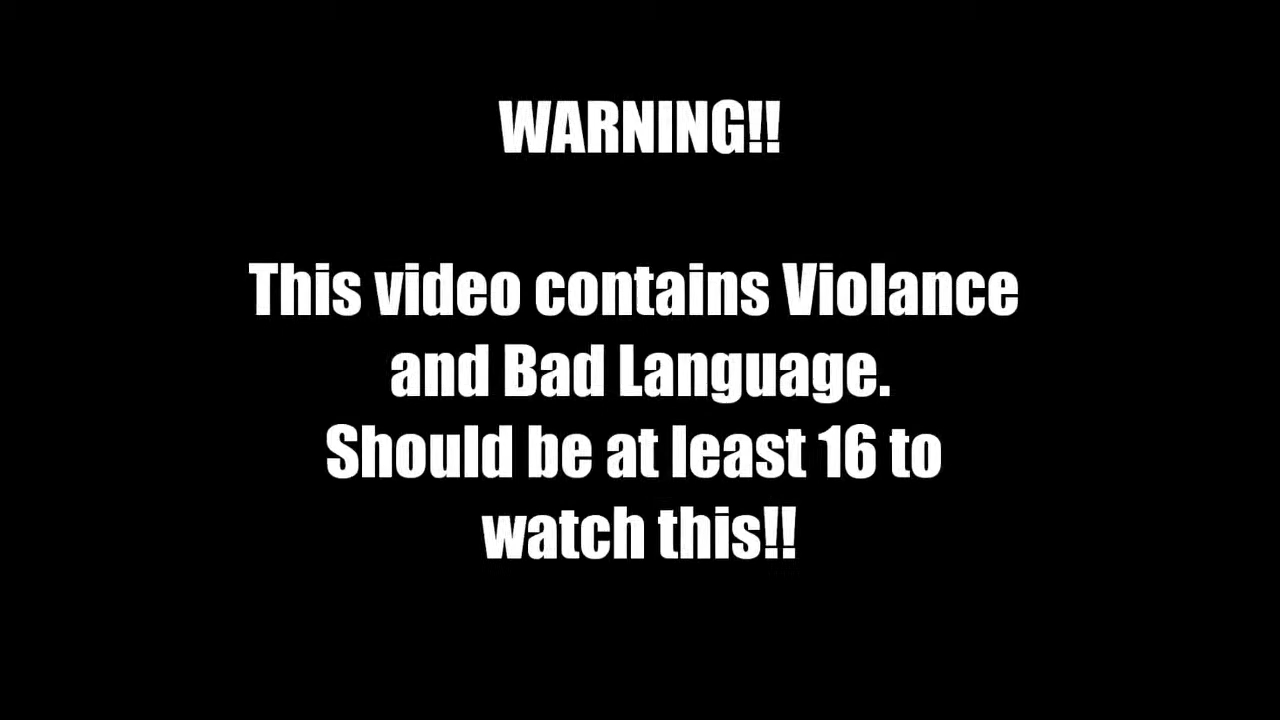 WARNING!!
This video contains Violance
and Bad Language.
Should be at least 16 to
watch this!!